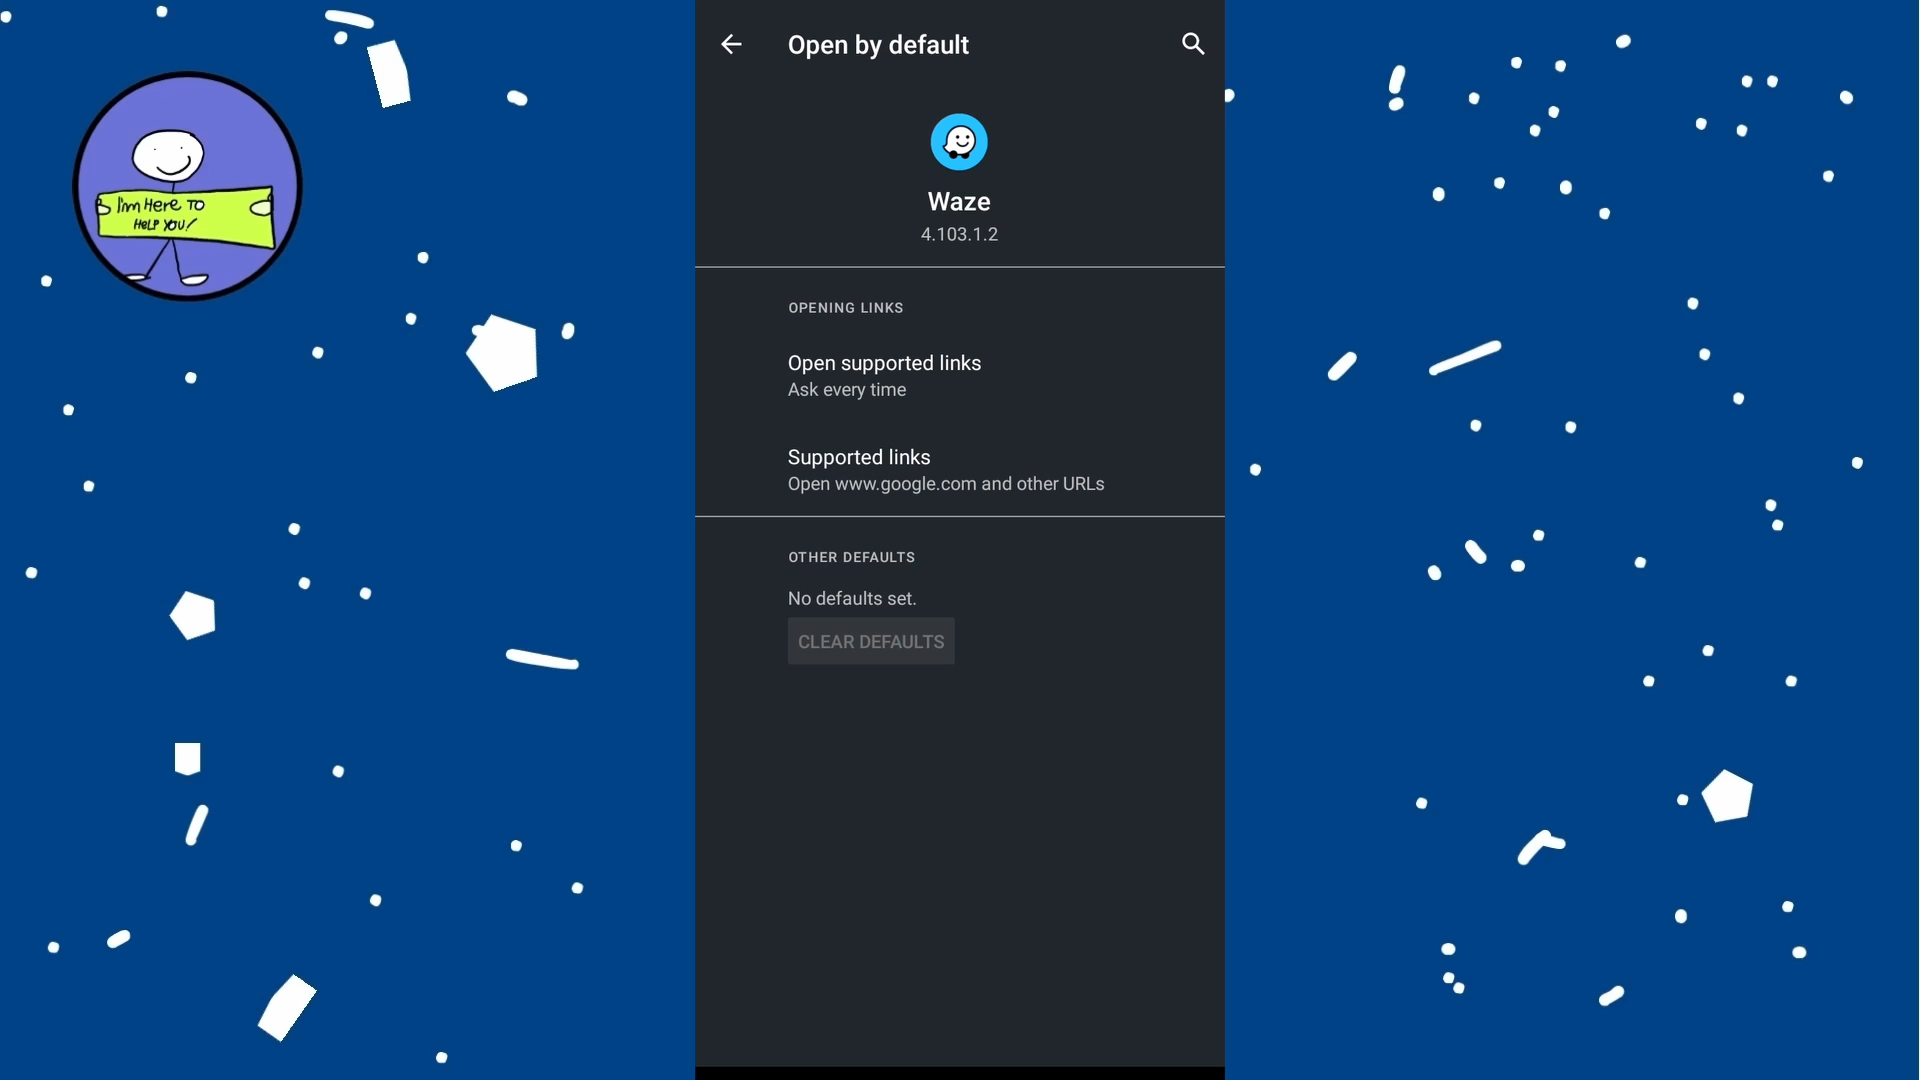 I'm Here To
Help You!
Open by default
Waze
4.103.1.2
OPENING LINKS
Open supported links
Ask every time
Supported links
Open www.google.com and other URLs
OTHER DEFAULTS
No defaults set.
CLEAR DEFAULTS